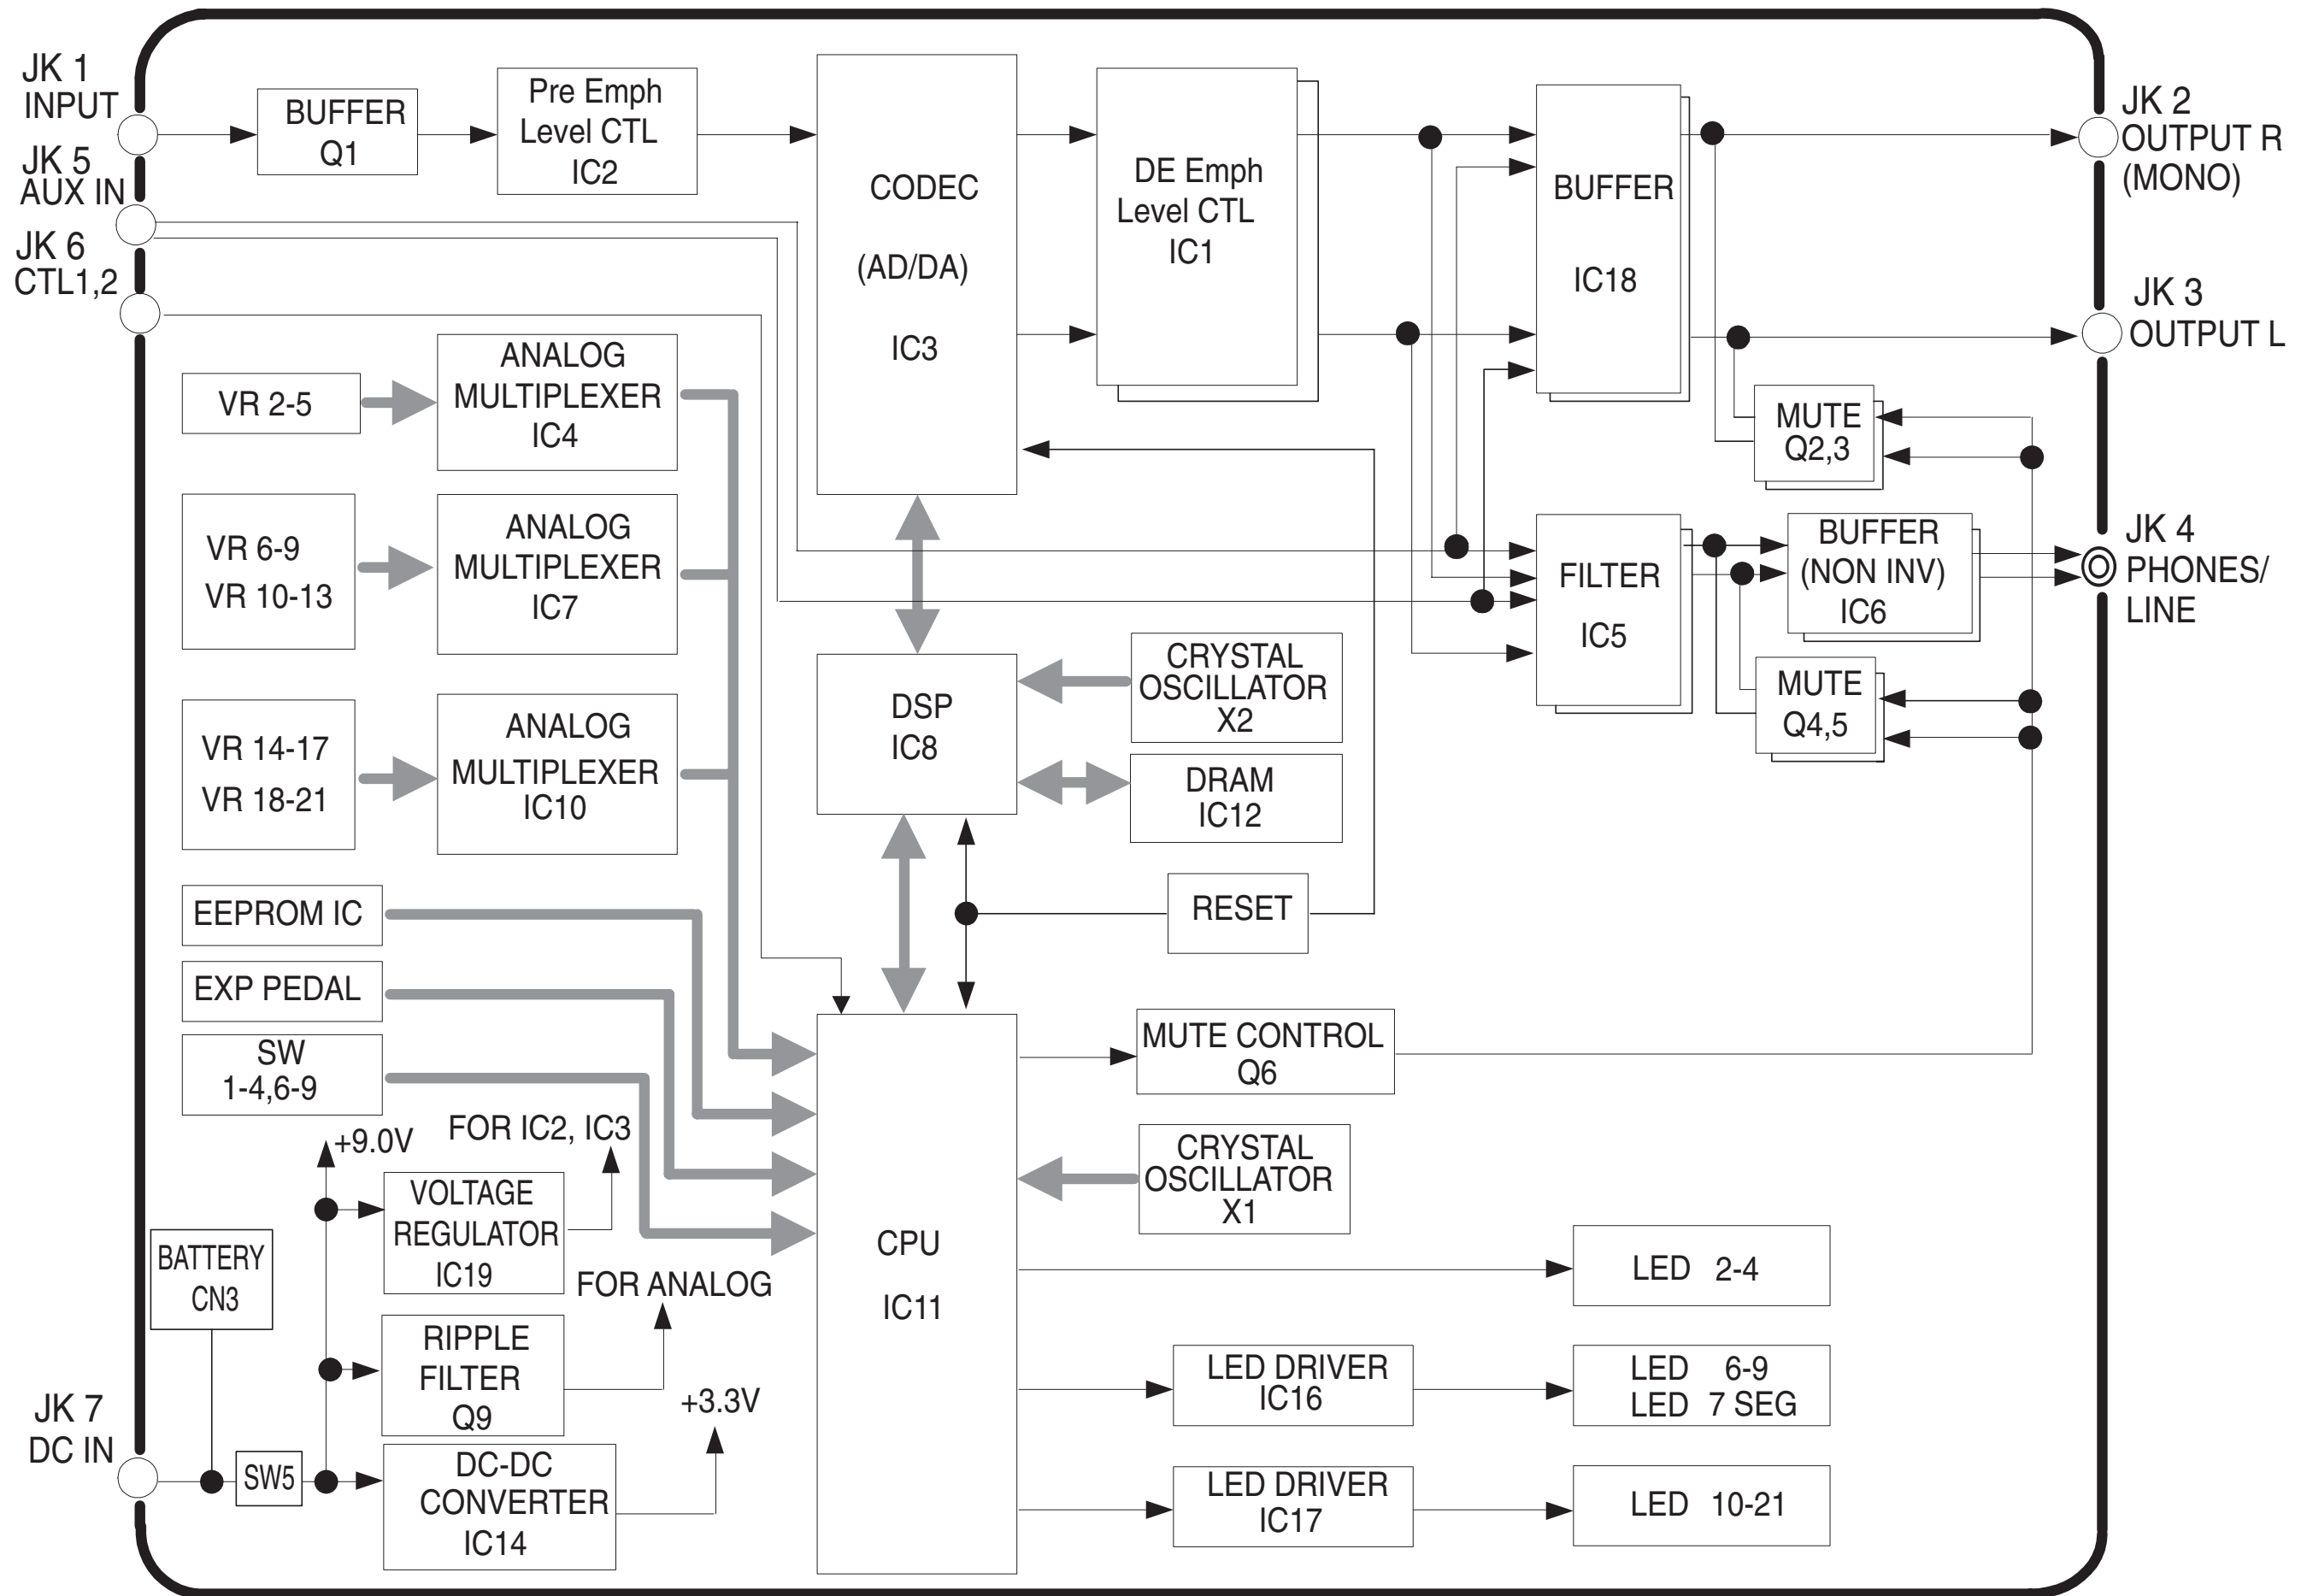 JK 1
INPUT
JK 5
AUX IN
JK 6
CTL1,2
BUFFER
Q1
Pre Emph
Level CTL
IC2
CODEC
(AD/DA)
IC3
DE Emph
Level CTL
IC1
BUFFER
IC18
JK 2
OUTPUT R
(MONO)
JK 3
OUTPUT L
MUTE
Q2,3
VR 2-5
ANALOG
MULTIPLEXER
IC4
VR 6-9
VR 10-13
ANALOG
MULTIPLEXER
IC7
VR 14-17
VR 18-21
ANALOG
MULTIPLEXER
IC10
FILTER
IC5
BUFFER
(NON INV)
IC6
JK 4
PHONES/
LINE
MUTE
Q4,5
DSP
IC8
CRYSTAL
OSCILLATOR
X2
DRAM
IC12
RESET
EEPROM IC
EXP PEDAL
SW
1-4,6-9
MUTE CONTROL
Q6
CRYSTAL
OSCILLATOR
X1
CPU
IC11
+9.0V
FOR IC2, IC3
VOLTAGE
REGULATOR
IC19
BATTERY
CN3
FOR ANALOG
RIPPLE
FILTER
Q9
+3.3V
JK 7
DC IN
SW5
DC-DC
CONVERTER
IC14
LED 2-4
LED DRIVER
IC16
LED 6-9
LED 7 SEG
LED DRIVER
IC17
LED 10-21